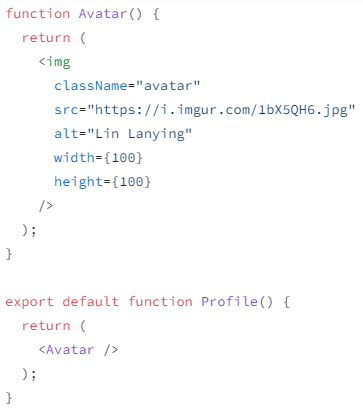 function Avatar() {
  return (
    <img
      className="avatar"
      src="https://i.imgur.com/1bX5QH6.jpg"
      alt="Lin Lanying"
      width={100}
      height={100}
    />
  );
}

export default function Profile() {
  return (
    <Avatar />
  );
}